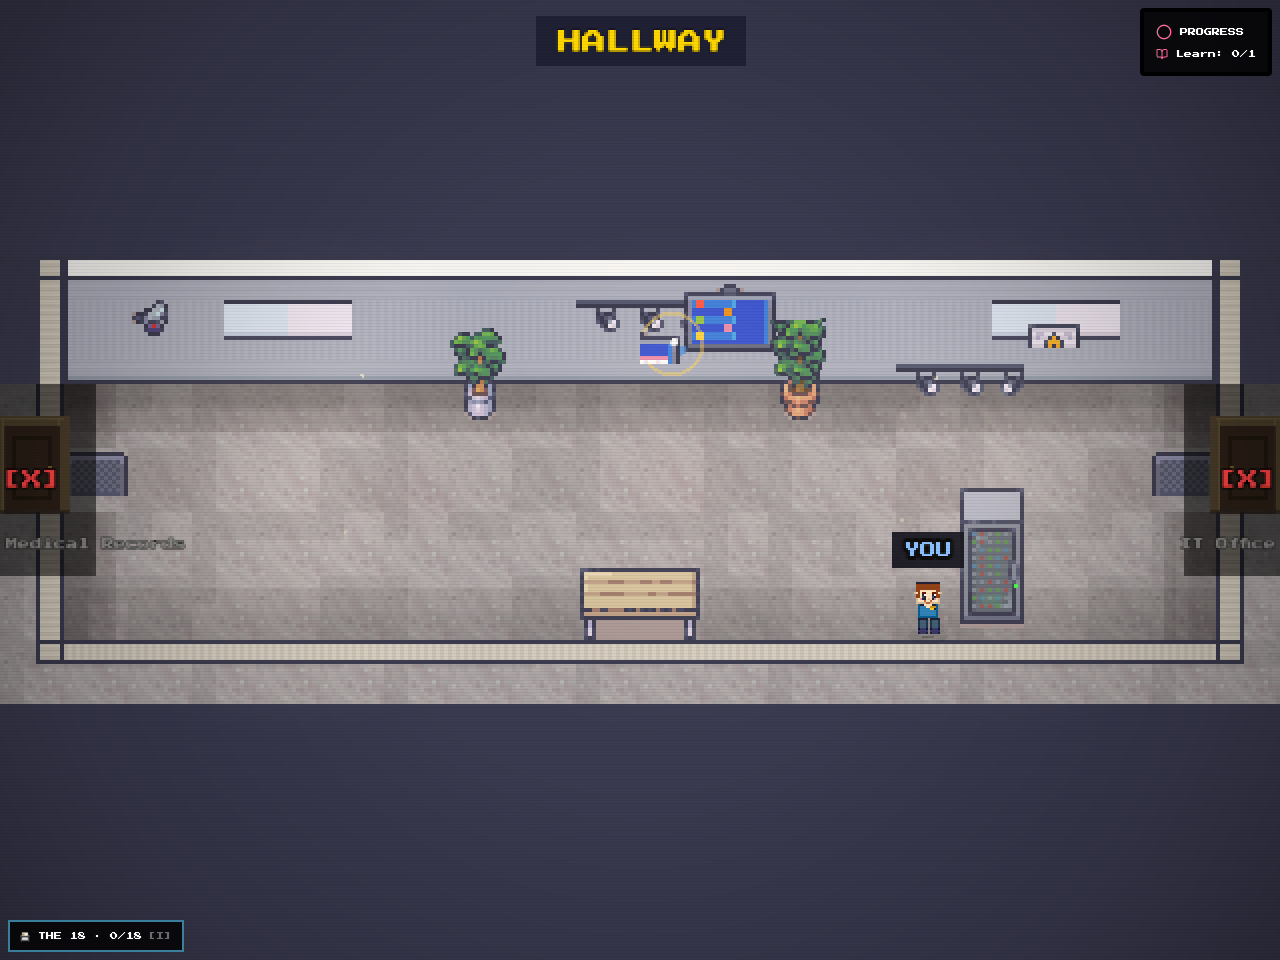 HALLWAY
PROGRESS
Learn: 0/1
[X]
[X]
Medical Records
IT Office
YOU
THE 18 · 0/18 [I]